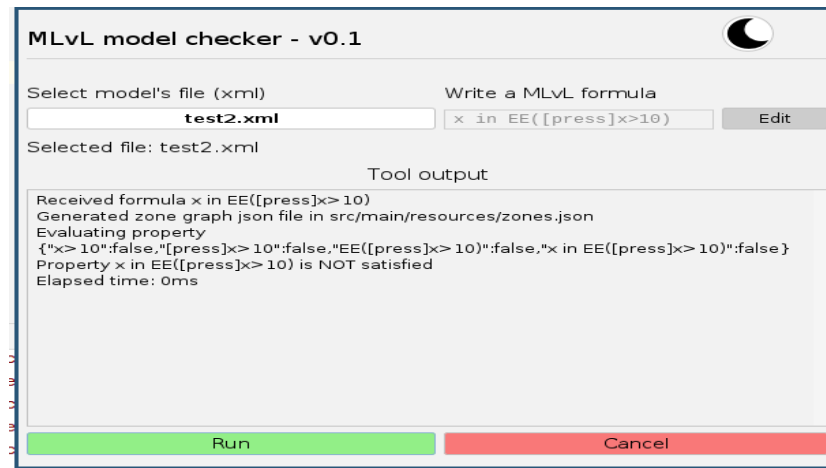 MLvL model checker - v0.1
Select model's file (xml)
Write a MLvL formula
test2.xml
x in EE([press]x>10)
Edit
Selected file: test2.xml
Tool output
Received formula x in EE([press]x>10)
Generated zone graph json file in src/main/resources/zones.json
Evaluating property
{"x>10":false,"[press]x>10":false,"EE([press]x>10)":false,"x in EE([press]x>10)":false}
Property x in EE([press]x>10) is NOT satisfied
Elapsed time: 0ms
Run
Cancel